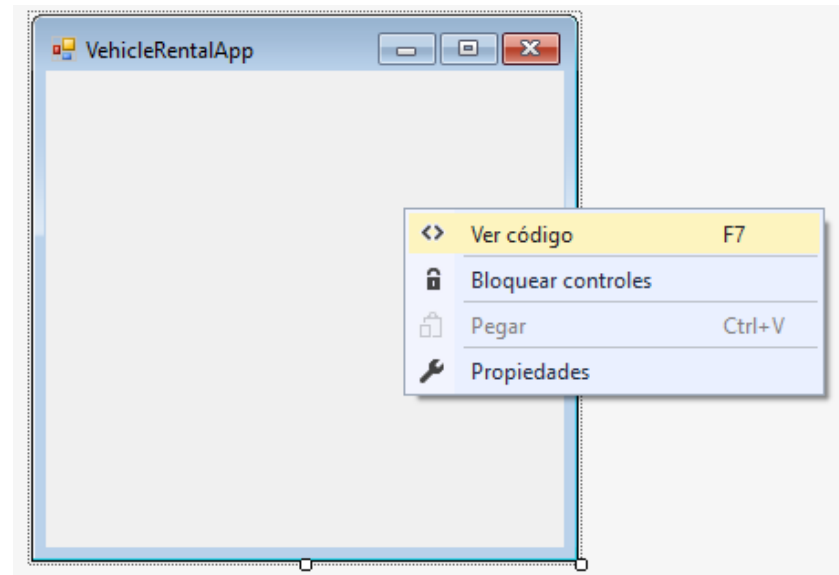 VehicleRentalApp
Ver código F7
Bloquear controles
Pegar Ctrl+V
Propiedades